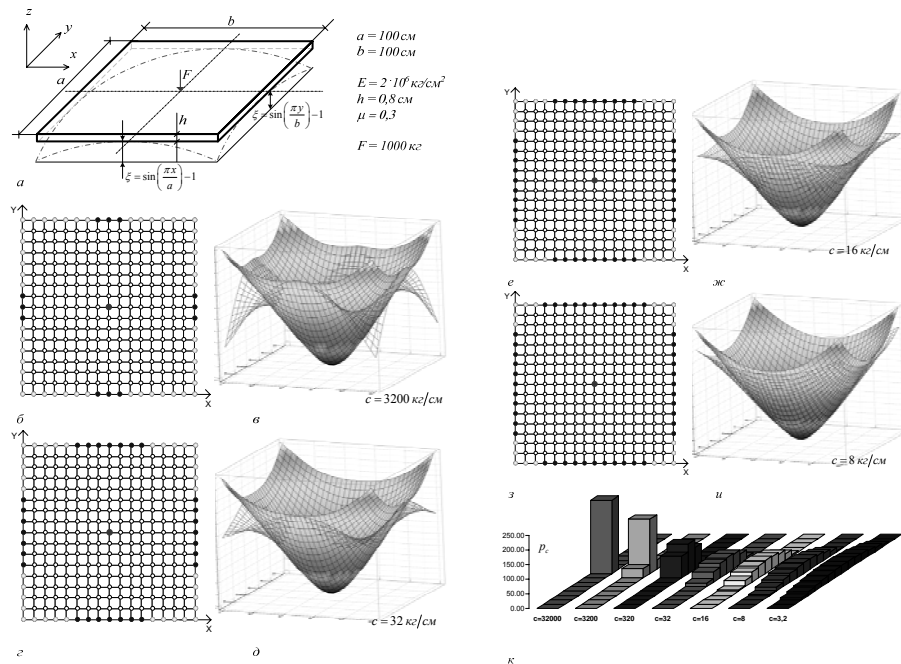 z
y
x
a
b
F
h
ξ = sin(πy/b) − 1
ξ = sin(πx/a) − 1
a = 100 см
b = 100 см
E = 2·10⁶ кг/см²
h = 0,8 см
μ = 0,3
F = 1000 кг
а
Y
X
б
c = 3200 кг/см
в
Y
X
г
c = 32 кг/см
д
Y
X
е
c = 16 кг/см
ж
Y
X
з
c = 8 кг/см
и
250.00
200.00
150.00
100.00
50.00
0.00
p_c
c=32000 c=3200 c=320 c=32 c=16 c=8 c=3,2
к